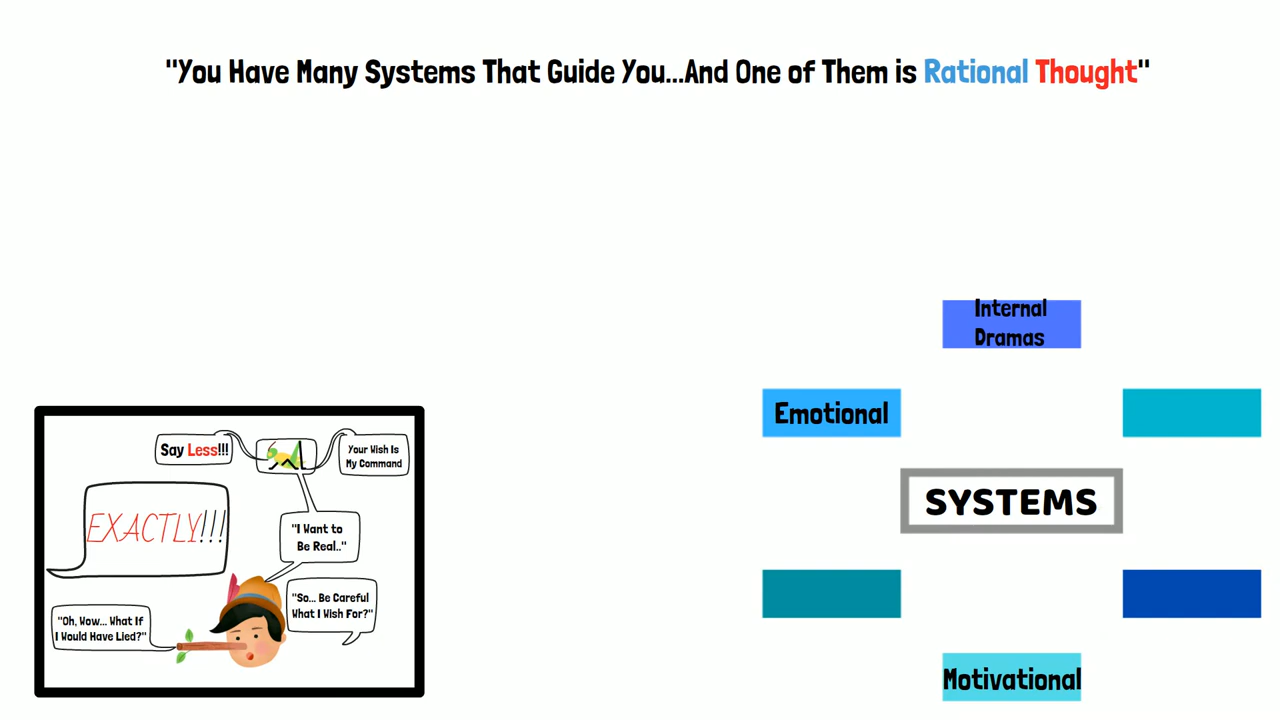 "You Have Many Systems That Guide You...And One of Them is Rational Thought"
Internal
Dramas
Emotional
SYSTEMS
Motivational
Say Less!!!
Your Wish Is
My Command
EXACTLY!!!
"I Want to
Be Real.."
"So... Be Careful
What I Wish For?"
"Oh, Wow... What If
I Would Have Lied?"